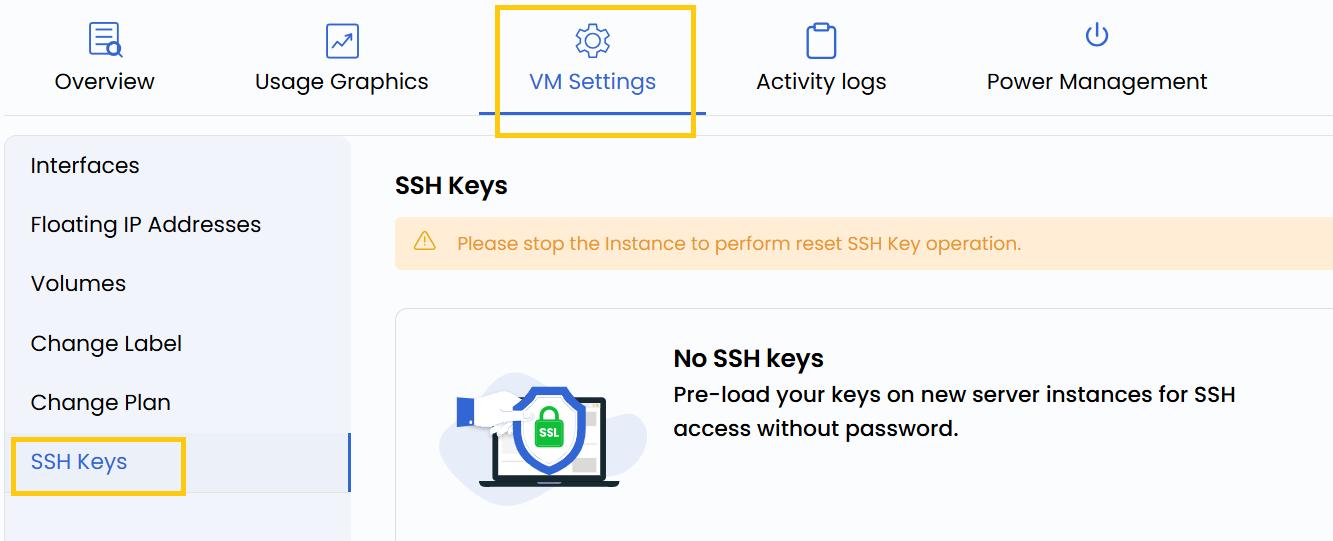 Overview
Usage Graphics
VM Settings
Activity logs
Power Management
Interfaces
Floating IP Addresses
Volumes
Change Label
Change Plan
SSH Keys
SSH Keys
Please stop the Instance to perform reset SSH Key operation.
No SSH keys
Pre-load your keys on new server instances for SSH
access without password.
SSL